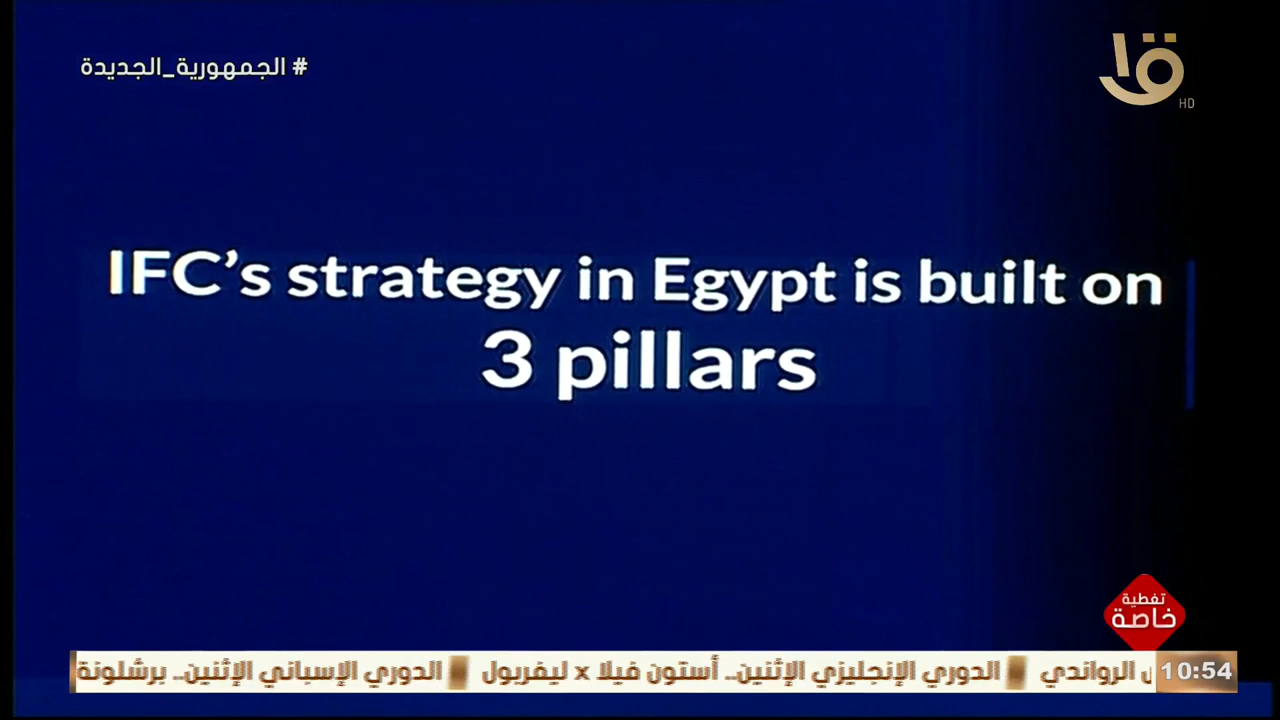 # الجمهورية_الجديدة
HD
IFC's strategy in Egypt is built on
3 pillars
تغطية
خاصة
الرواندي الدوري الإنجليزي الإثنين.. أستون فيلا x ليفربول الدوري الإسباني الإثنين.. برشلونة
10:54